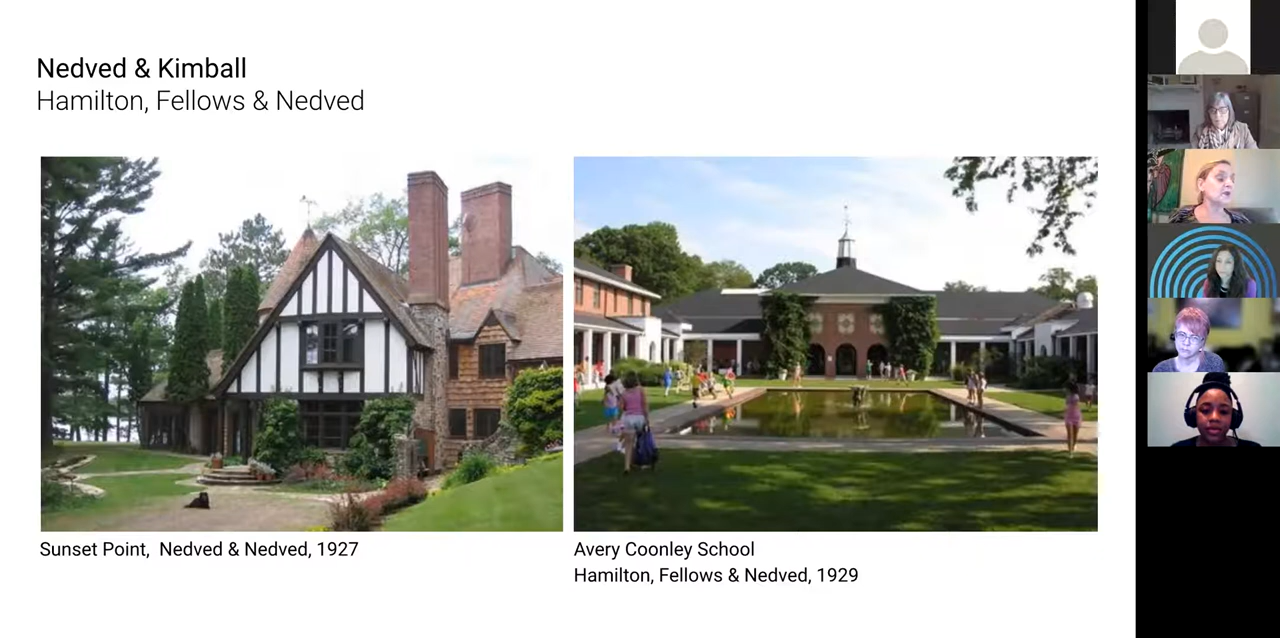 Nedved & Kimball
Hamilton, Fellows & Nedved
Sunset Point, Nedved & Nedved, 1927
Avery Coonley School
Hamilton, Fellows & Nedved, 1929